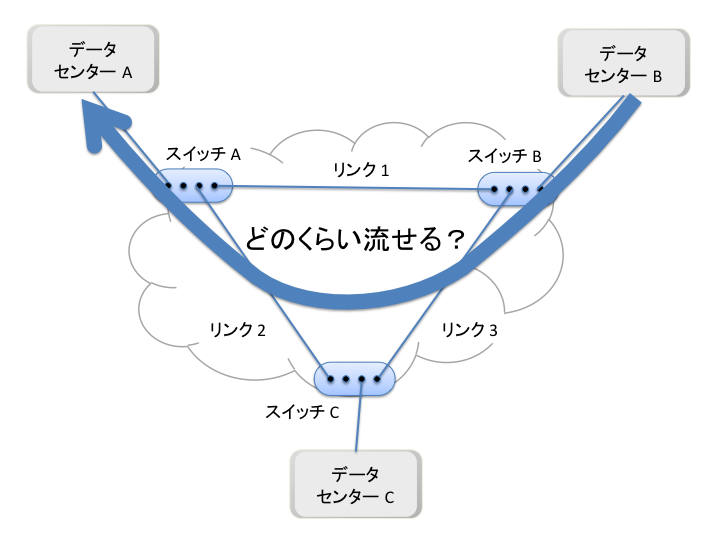 データ
センター A
データ
センター B
スイッチ A
リンク 1
スイッチ B
どのくらい流せる？
リンク 2
リンク 3
スイッチ C
データ
センター C